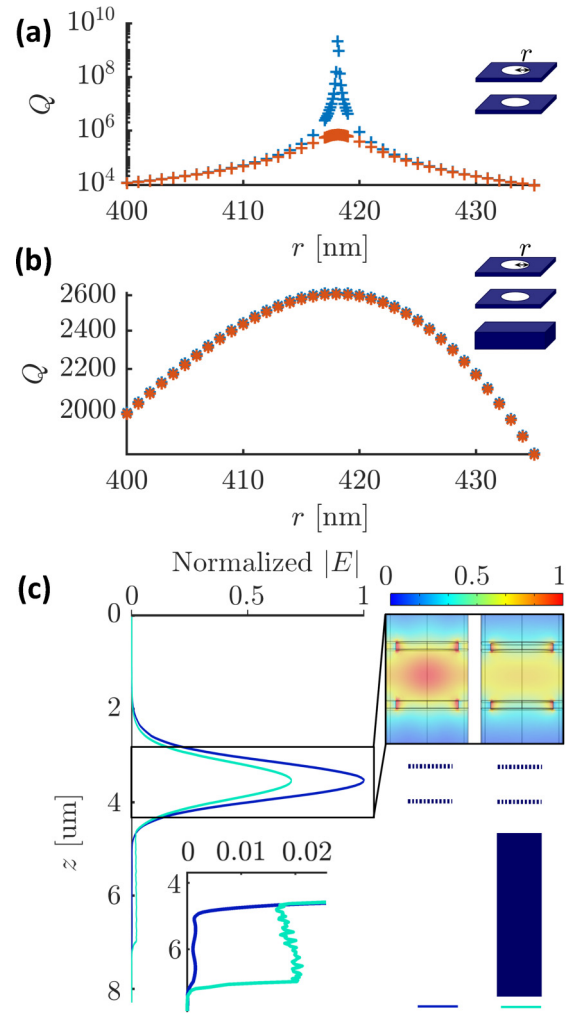 (a)
10^10
10^8
10^6
10^4
Q
r
400 410 420 430
r [nm]
(b)
2600
2400
2200
2000
Q
r
400 410 420 430
r [nm]
(c)
Normalized |E|
0 0.5 1
0 0.5 1
0
2
4
6
8
z [um]
0 0.01 0.02
4
6
8